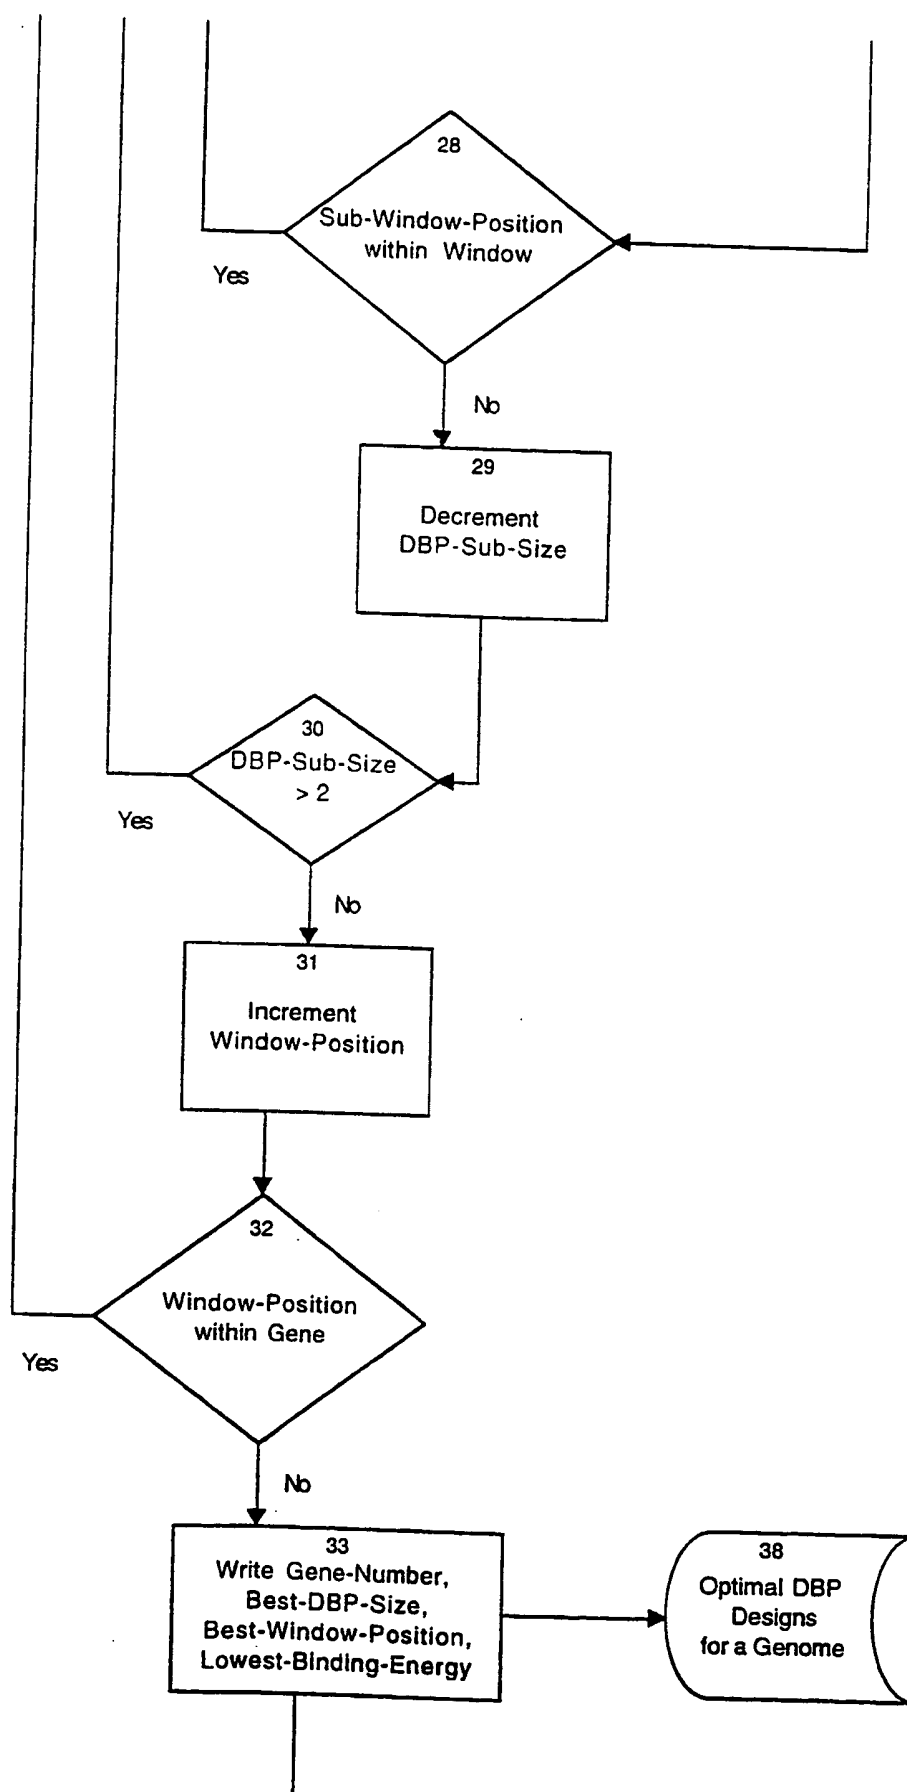 28
Sub-Window-Position
within Window
Yes
No
29
Decrement
DBP-Sub-Size
30
DBP-Sub-Size
> 2
Yes
No
31
Increment
Window-Position
32
Window-Position
within Gene
Yes
No
33
Write Gene-Number,
Best-DBP-Size,
Best-Window-Position,
Lowest-Binding-Energy
38
Optimal DBP
Designs
for a Genome